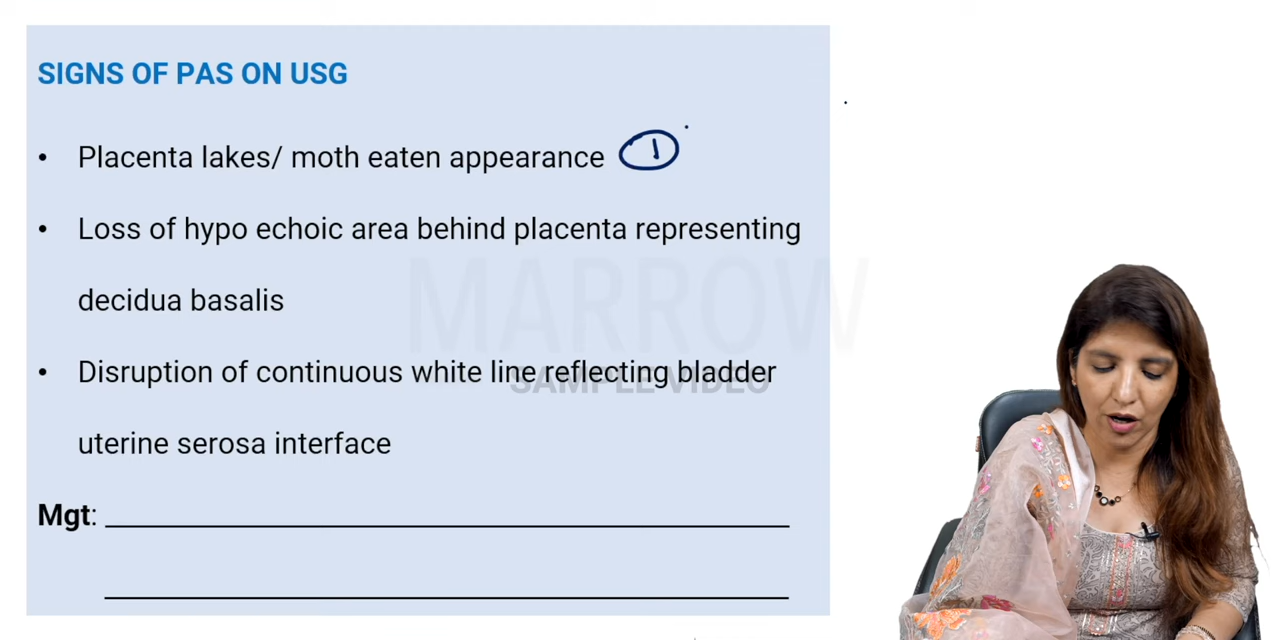 SIGNS OF PAS ON USG
• Placenta lakes/ moth eaten appearance 1
• Loss of hypo echoic area behind placenta representing
decidua basalis
• Disruption of continuous white line reflecting bladder
uterine serosa interface
Mgt:
MARROW
SAMPLE VIDEO